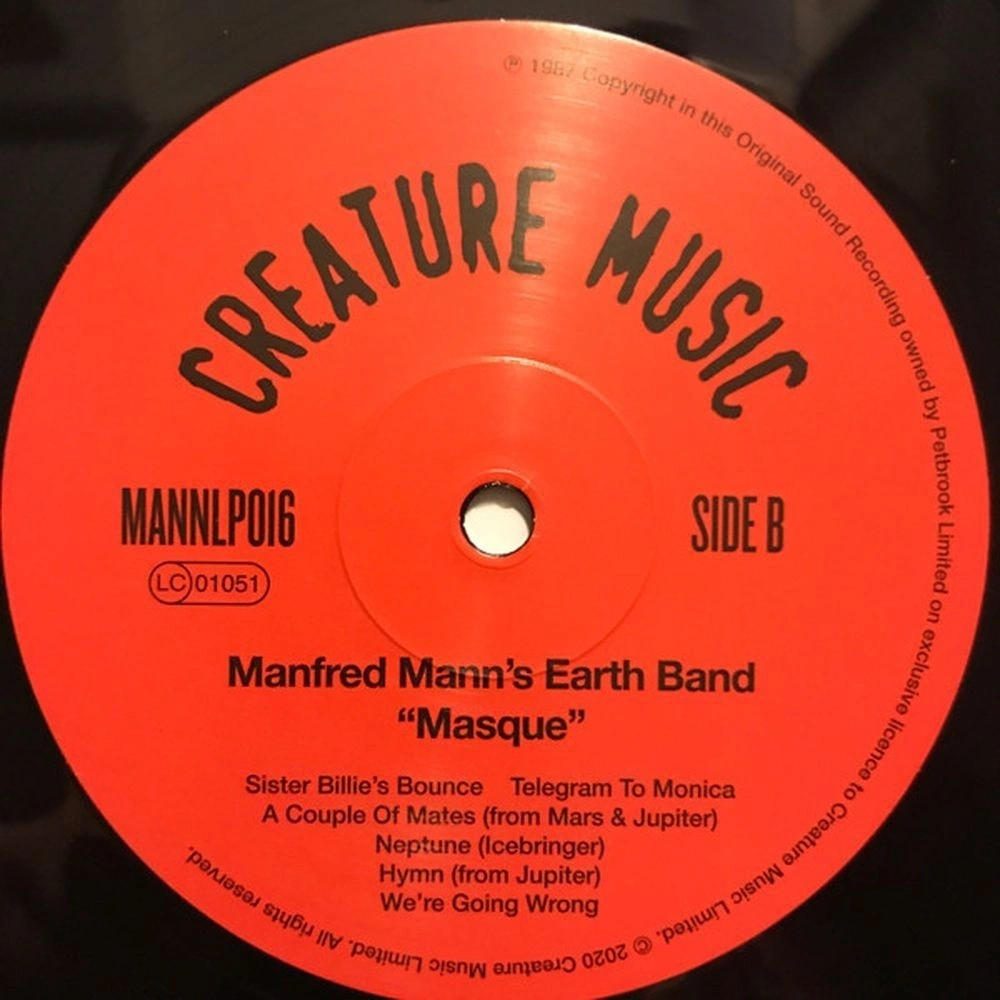 ℗ 1987 Copyright in this Original Sound Recording owned by Petbrook Limited on exclusive licence to Creature Music Limited. © 2020 Creature Music Limited. All rights reserved.
CREATURE MUSIC
MANNLP016
SIDE B
LC 01051
Manfred Mann's Earth Band
“Masque”
Sister Billie's Bounce Telegram To Monica
A Couple Of Mates (from Mars & Jupiter)
Neptune (Icebringer)
Hymn (from Jupiter)
We're Going Wrong